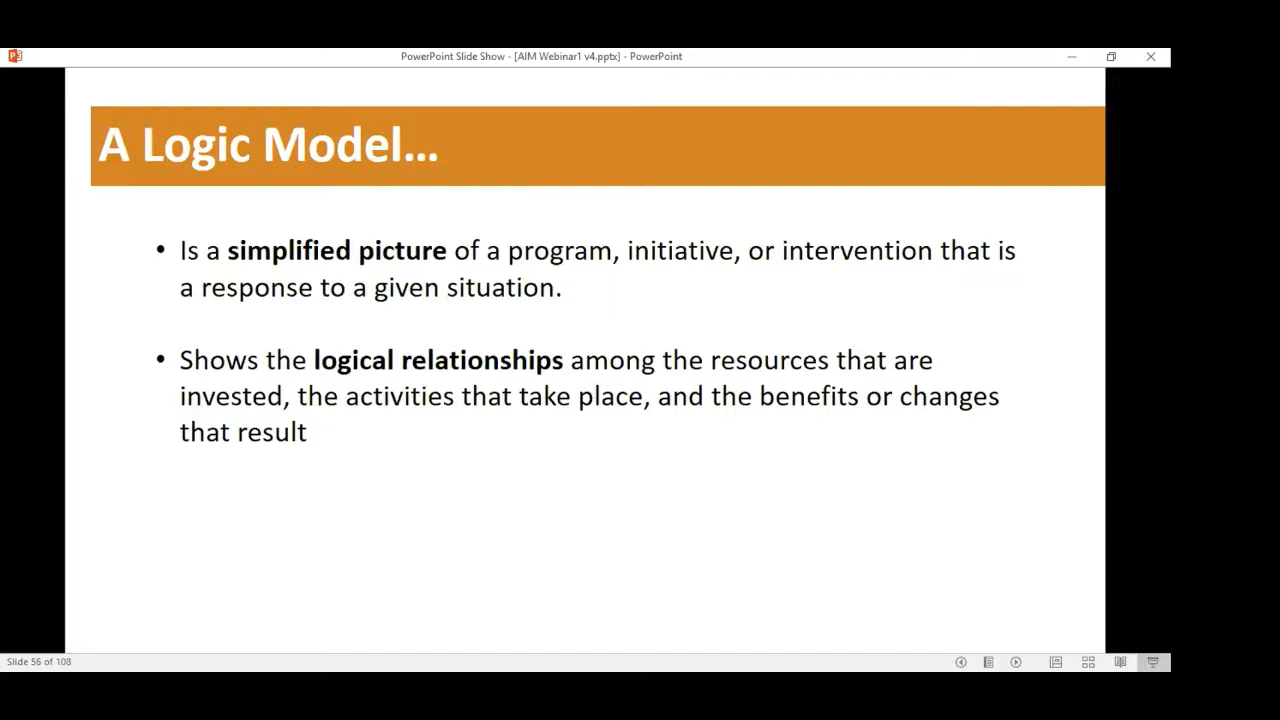 PowerPoint Slide Show - [AIM Webinar1 v4.pptx] - PowerPoint
A Logic Model...
• Is a simplified picture of a program, initiative, or intervention that is
a response to a given situation.
• Shows the logical relationships among the resources that are
invested, the activities that take place, and the benefits or changes
that result
Slide 56 of 108